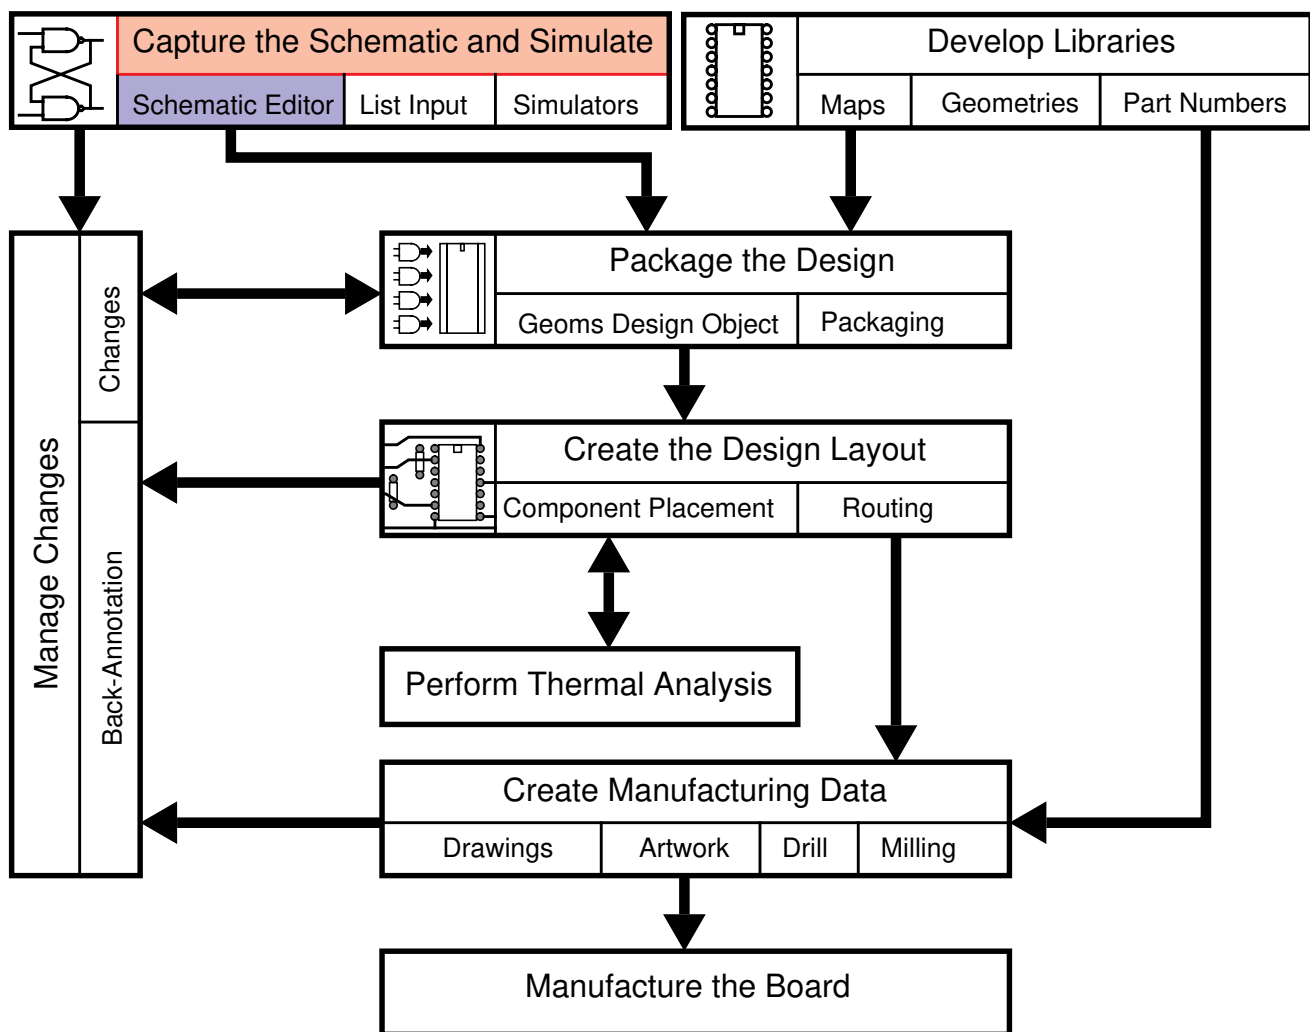 Capture the Schematic and Simulate
Schematic Editor
List Input
Simulators
Develop Libraries
Maps
Geometries
Part Numbers
Manage Changes
Changes
Back-Annotation
Package the Design
Geoms Design Object
Packaging
Create the Design Layout
Component Placement
Routing
Perform Thermal Analysis
Create Manufacturing Data
Drawings
Artwork
Drill
Milling
Manufacture the Board